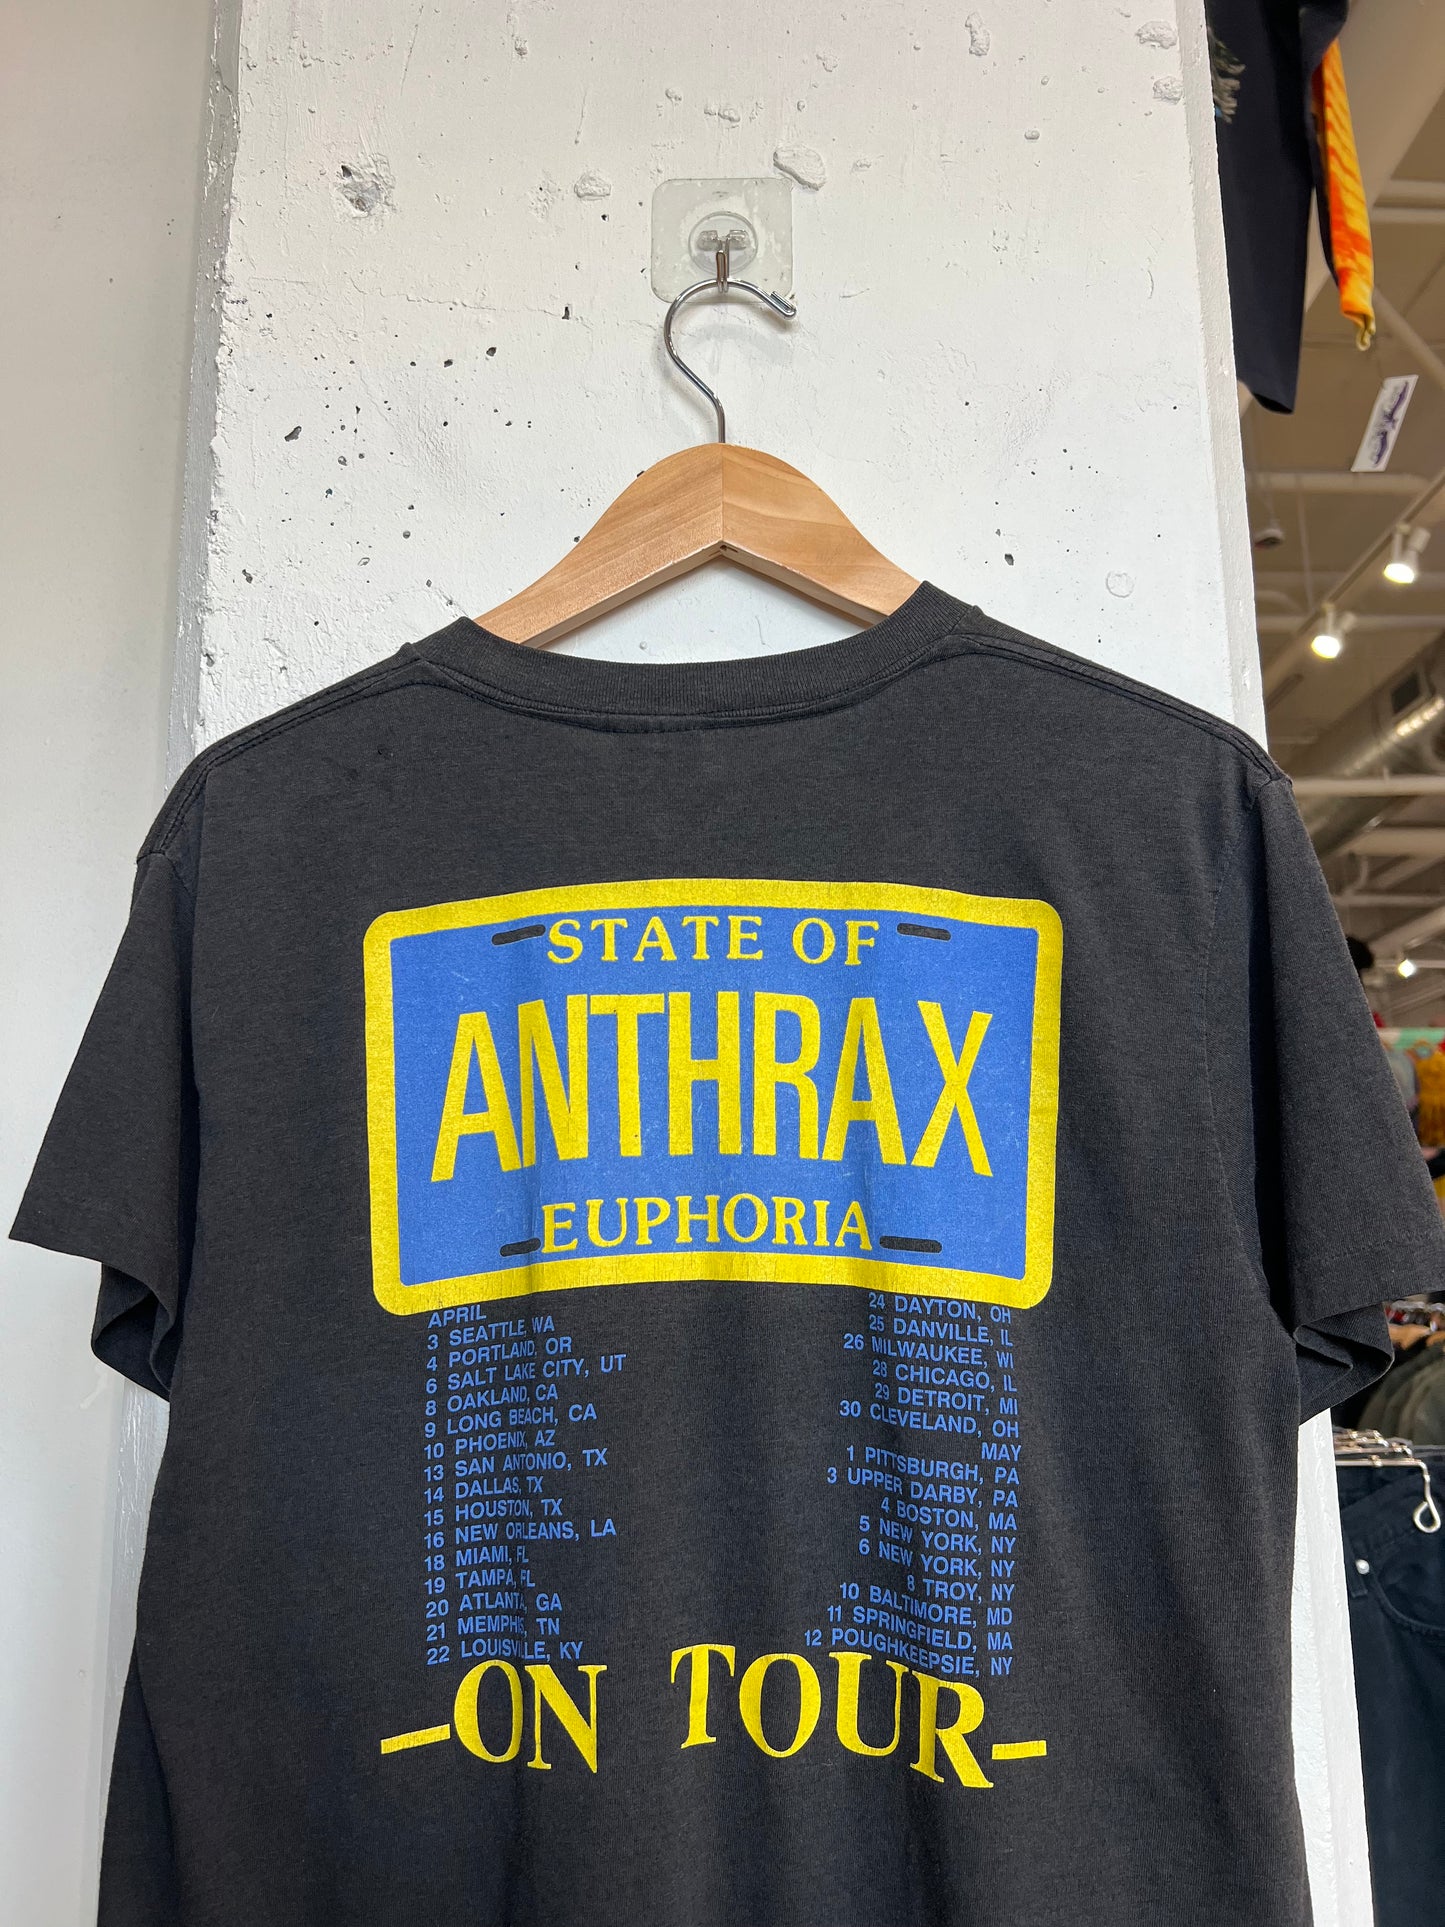 STATE OF
ANTHRAX
EUPHORIA
APRIL
3 SEATTLE, WA
4 PORTLAND, OR
6 SALT LAKE CITY, UT
8 OAKLAND, CA
9 LONG BEACH, CA
10 PHOENIX, AZ
13 SAN ANTONIO, TX
14 DALLAS, TX
15 HOUSTON, TX
16 NEW ORLEANS, LA
18 MIAMI, FL
19 TAMPA, FL
20 ATLANTA, GA
21 MEMPHIS, TN
22 LOUISVILLE, KY
24 DAYTON, OH
25 DANVILLE, IL
26 MILWAUKEE, WI
28 CHICAGO, IL
29 DETROIT, MI
30 CLEVELAND, OH
MAY
1 PITTSBURGH, PA
3 UPPER DARBY, PA
4 BOSTON, MA
5 NEW YORK, NY
6 NEW YORK, NY
8 TROY, NY
10 BALTIMORE, MD
11 SPRINGFIELD, MA
12 POUGHKEEPSIE, NY
-ON TOUR-